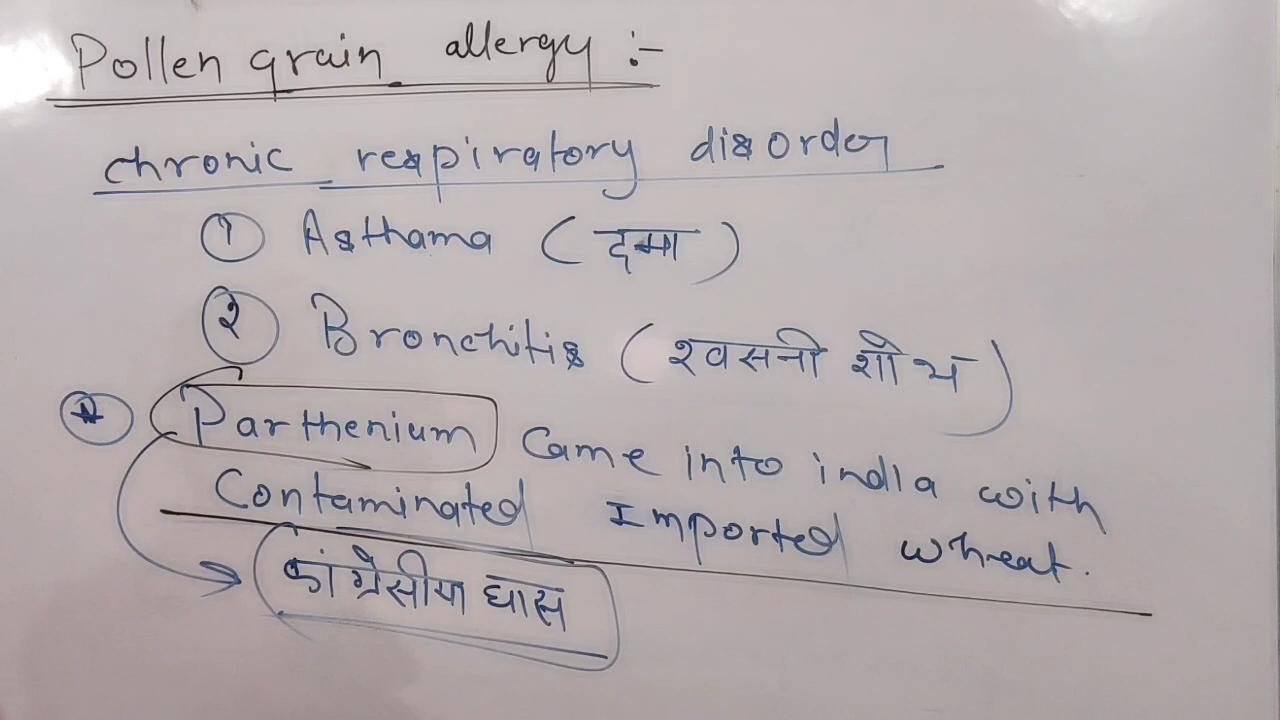 Pollen grain allergy :-
chronic respiratory disorder
① Asthama (दमा)
② Bronchitis (श्वसनी शोथ)
* Parthenium Came into india with
Contaminated Imported wheat.
कांग्रेसीया घास